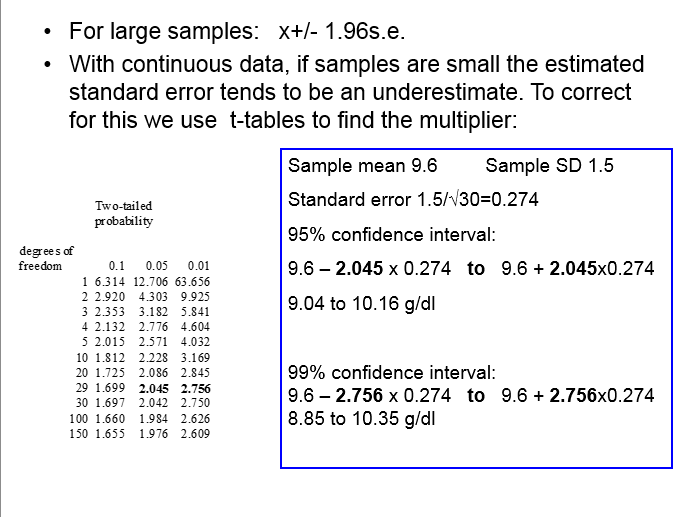 • For large samples: x+/- 1.96s.e.
• With continuous data, if samples are small the estimated
standard error tends to be an underestimate. To correct
for this we use t-tables to find the multiplier:
Two-tailed
probability
degrees of
freedom 0.1 0.05 0.01
1 6.314 12.706 63.656
2 2.920 4.303 9.925
3 2.353 3.182 5.841
4 2.132 2.776 4.604
5 2.015 2.571 4.032
10 1.812 2.228 3.169
20 1.725 2.086 2.845
29 1.699 2.045 2.756
30 1.697 2.042 2.750
100 1.660 1.984 2.626
150 1.655 1.976 2.609
Sample mean 9.6 Sample SD 1.5
Standard error 1.5/√30=0.274
95% confidence interval:
9.6 – 2.045 x 0.274 to 9.6 + 2.045x0.274
9.04 to 10.16 g/dl
99% confidence interval:
9.6 – 2.756 x 0.274 to 9.6 + 2.756x0.274
8.85 to 10.35 g/dl